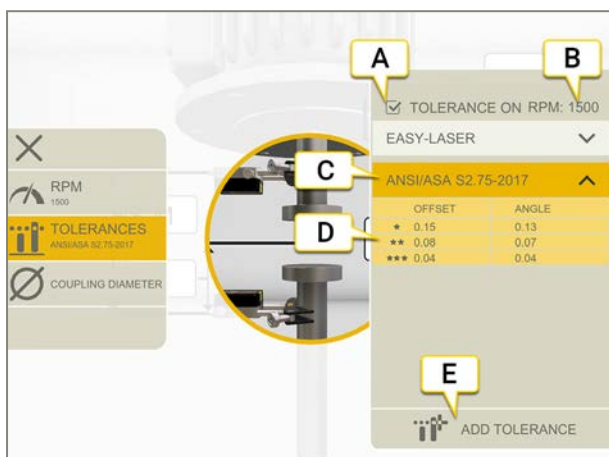 A
B
TOLERANCE ON RPM: 1500
EASY-LASER
C
ANSI/ASA S2.75-2017
OFFSET ANGLE
D
★ 0.15 0.13
★★ 0.08 0.07
★★★ 0.04 0.04
E
ADD TOLERANCE
RPM
1500
TOLERANCES
ANSI/ASA S2.75-2017
COUPLING DIAMETER